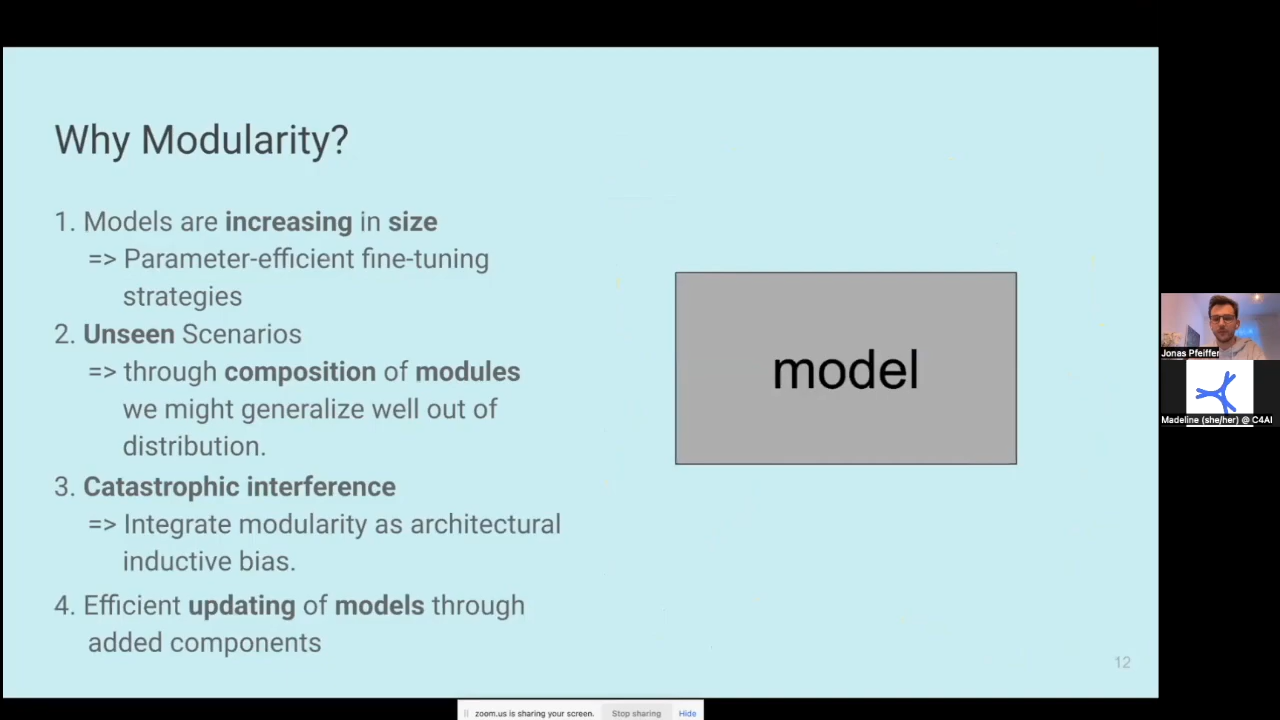 Why Modularity?
1. Models are increasing in size
=> Parameter-efficient fine-tuning
strategies
2. Unseen Scenarios
=> through composition of modules
we might generalize well out of
distribution.
3. Catastrophic interference
=> Integrate modularity as architectural
inductive bias.
4. Efficient updating of models through
added components
model
12
Jonas Pfeiffer
Madeline (she/her) @ C4AI
zoom.us is sharing your screen. Stop sharing Hide